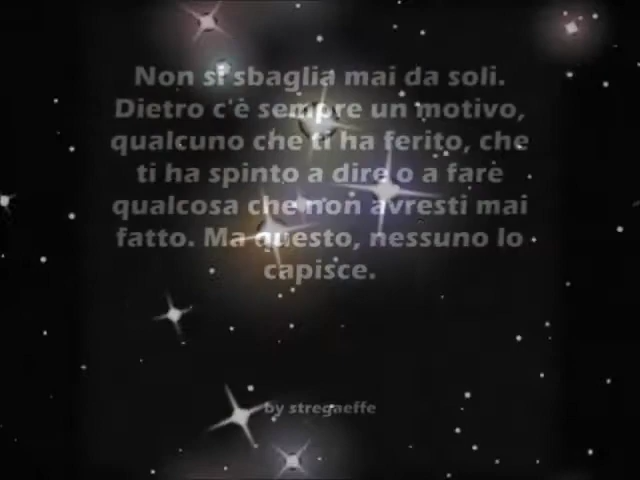 Non si sbaglia mai da soli.
Dietro c'è sempre un motivo,
qualcuno che ti ha ferito, che
ti ha spinto a dire o a fare
qualcosa che non avresti mai
fatto. Ma questo, nessuno lo
capisce.
by stregaeffe